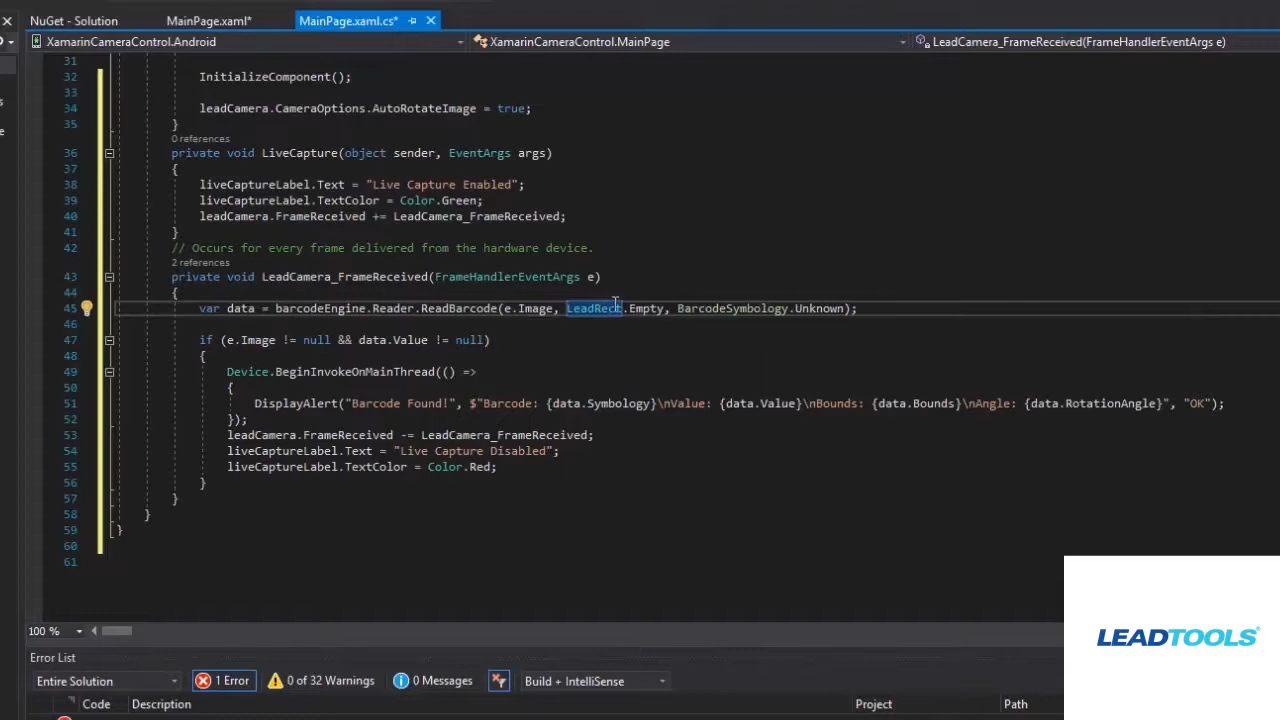 NuGet - Solution MainPage.xaml* MainPage.xaml.cs*
XamarinCameraControl.Android XamarinCameraControl.MainPage LeadCamera_FrameReceived(FrameHandlerEventArgs e)
31
32 InitializeComponent();
33
34 leadCamera.CameraOptions.AutoRotateImage = true;
35 }
0 references
36 private void LiveCapture(object sender, EventArgs args)
37 {
38 liveCaptureLabel.Text = "Live Capture Enabled";
39 liveCaptureLabel.TextColor = Color.Green;
40 leadCamera.FrameReceived += LeadCamera_FrameReceived;
41 }
42 // Occurs for every frame delivered from the hardware device.
2 references
43 private void LeadCamera_FrameReceived(FrameHandlerEventArgs e)
44 {
45 var data = barcodeEngine.Reader.ReadBarcode(e.Image, LeadRect.Empty, BarcodeSymbology.Unknown);
46
47 if (e.Image != null && data.Value != null)
48 {
49 Device.BeginInvokeOnMainThread(() =>
50 {
51 DisplayAlert("Barcode Found!", $"Barcode: {data.Symbology}\nValue: {data.Value}\nBounds: {data.Bounds}\nAngle: {data.RotationAngle}", "OK");
52 });
53 leadCamera.FrameReceived -= LeadCamera_FrameReceived;
54 liveCaptureLabel.Text = "Live Capture Disabled";
55 liveCaptureLabel.TextColor = Color.Red;
56 }
57 }
58 }
59 }
60
61
LEADTOOLS®
100 %
Error List
Entire Solution 1 Error 0 of 32 Warnings 0 Messages Build + IntelliSense
Code Description Project Path